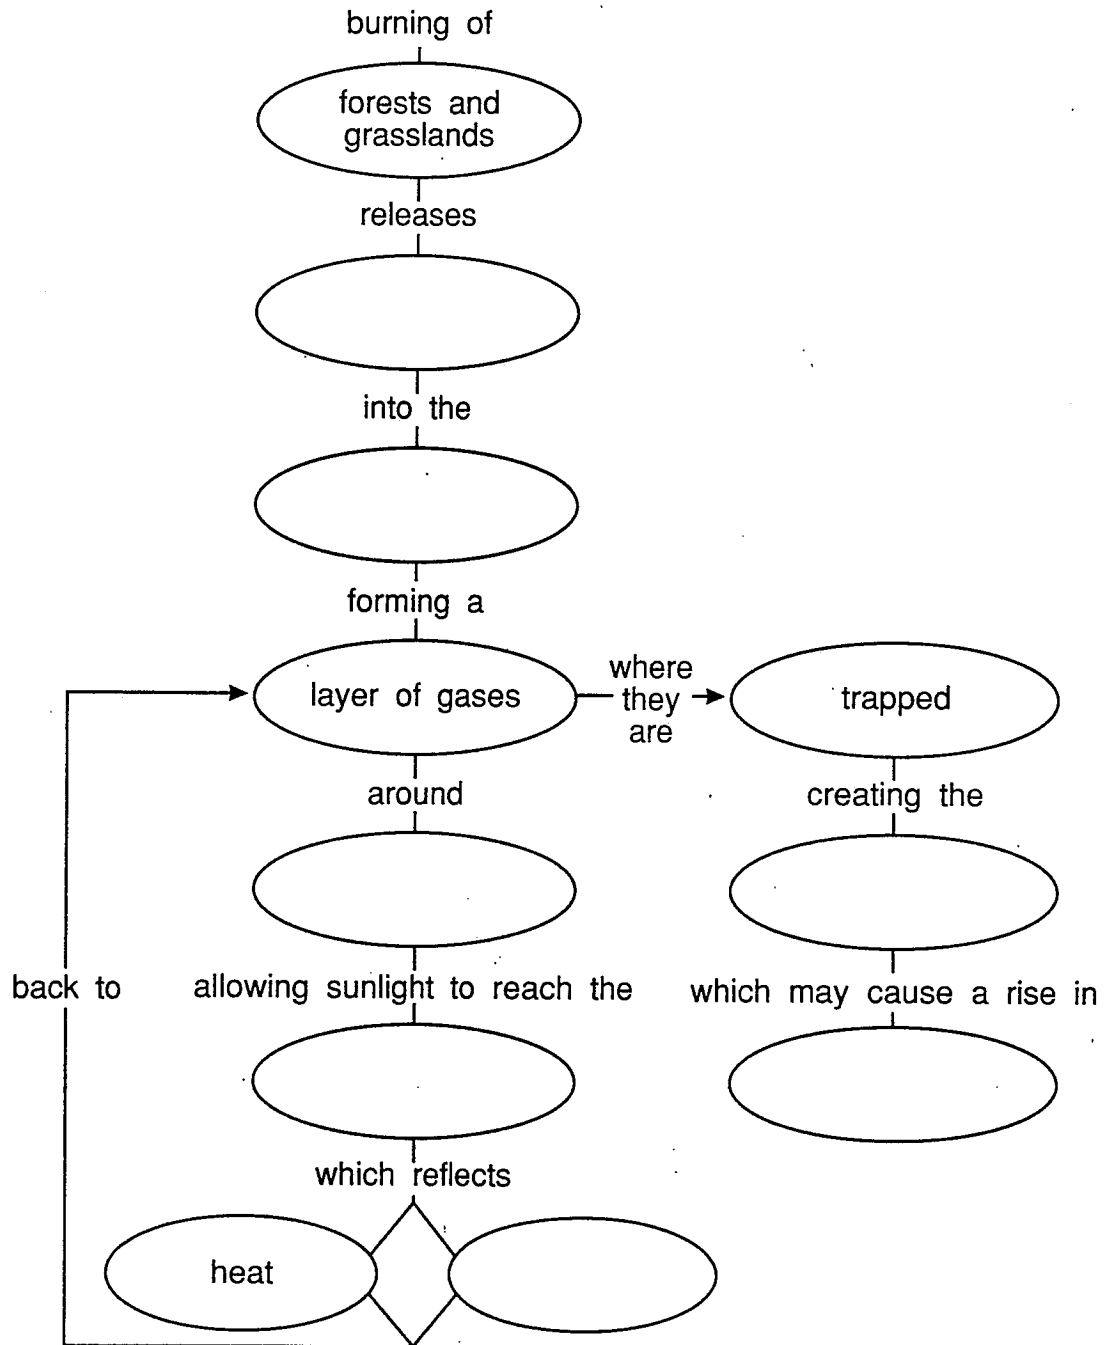 burning of
forests and
grasslands
releases
into the
forming a
layer of gases
where
they
are
trapped
around
creating the
back to
allowing sunlight to reach the
which may cause a rise in
which reflects
heat